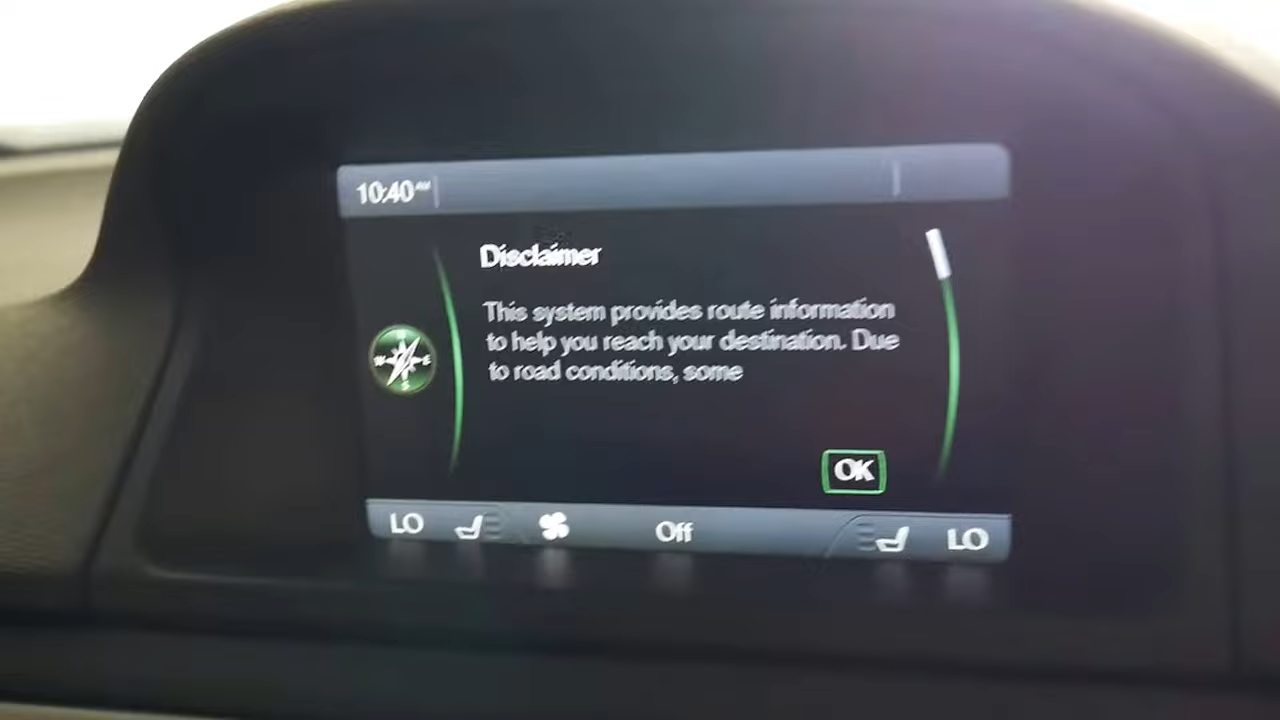 10:40 AM
Disclaimer
This system provides route information
to help you reach your destination. Due
to road conditions, some
OK
LO Off LO